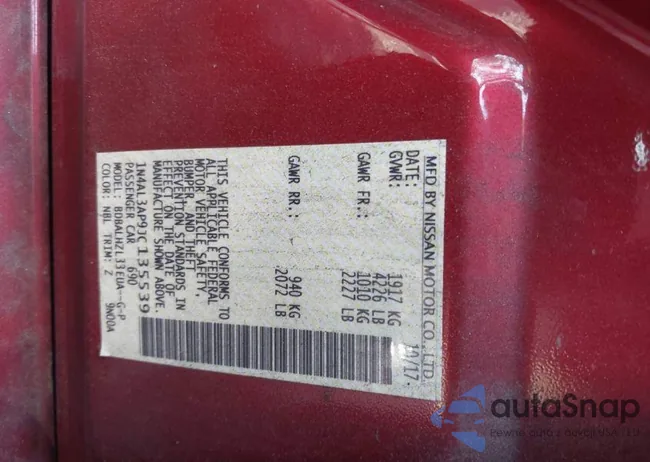 MFD BY NISSAN MOTOR CO., LTD.
DATE: 10/17
GVWR: 1917 KG
4226 LB
GAWR FR.: 1010 KG
2227 LB
GAWR RR.: 940 KG
2072 LB
THIS VEHICLE CONFORMS TO
ALL APPLICABLE FEDERAL
MOTOR VEHICLE SAFETY,
BUMPER, AND THEFT
PREVENTION STANDARDS IN
EFFECT ON THE DATE OF
MANUFACTURE SHOWN ABOVE.
1N4AL3AP9JC135539
PASSENGER CAR 690
MODEL: BDBALHZL33EUA--G-P
COLOR: NBL TRIM: Z 9N00A
autaSnap